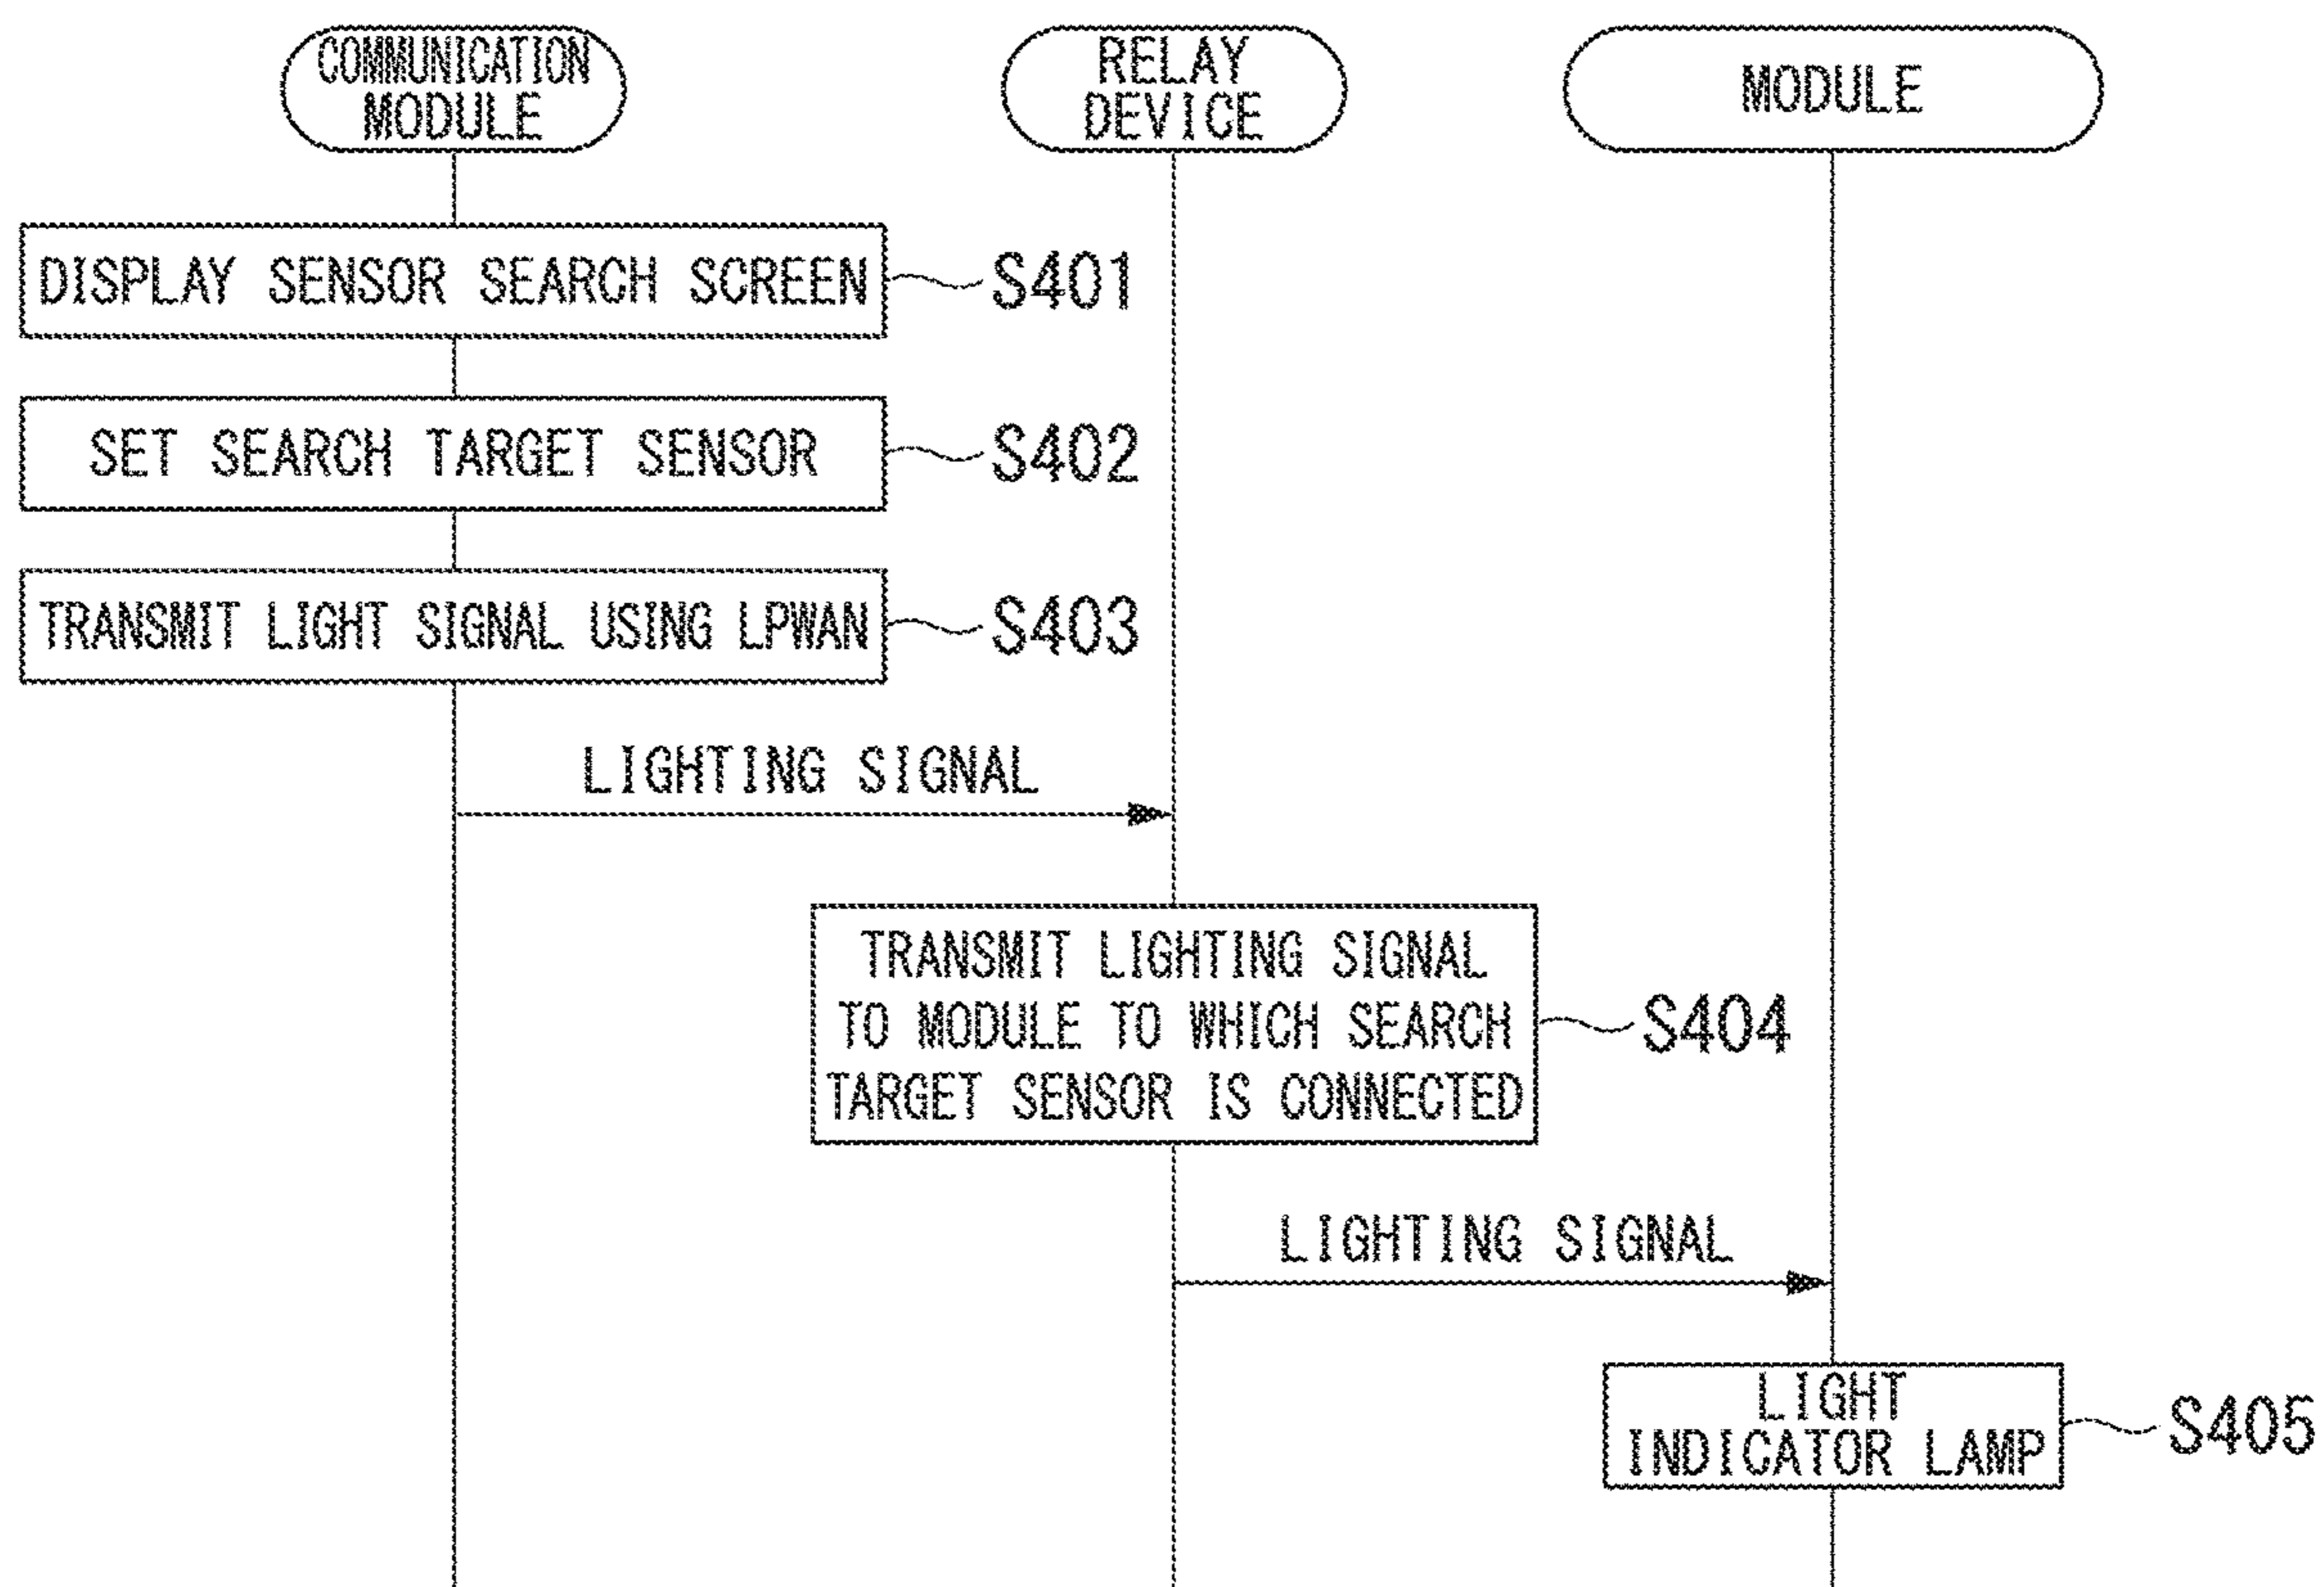 COMMUNICATION
MODULE
RELAY
DEVICE
MODULE
DISPLAY SENSOR SEARCH SCREEN
S401
SET SEARCH TARGET SENSOR
S402
TRANSMIT LIGHT SIGNAL USING LPWAN
S403
LIGHTING SIGNAL
TRANSMIT LIGHTING SIGNAL
TO MODULE TO WHICH SEARCH
TARGET SENSOR IS CONNECTED
S404
LIGHTING SIGNAL
LIGHT
INDICATOR LAMP
S405